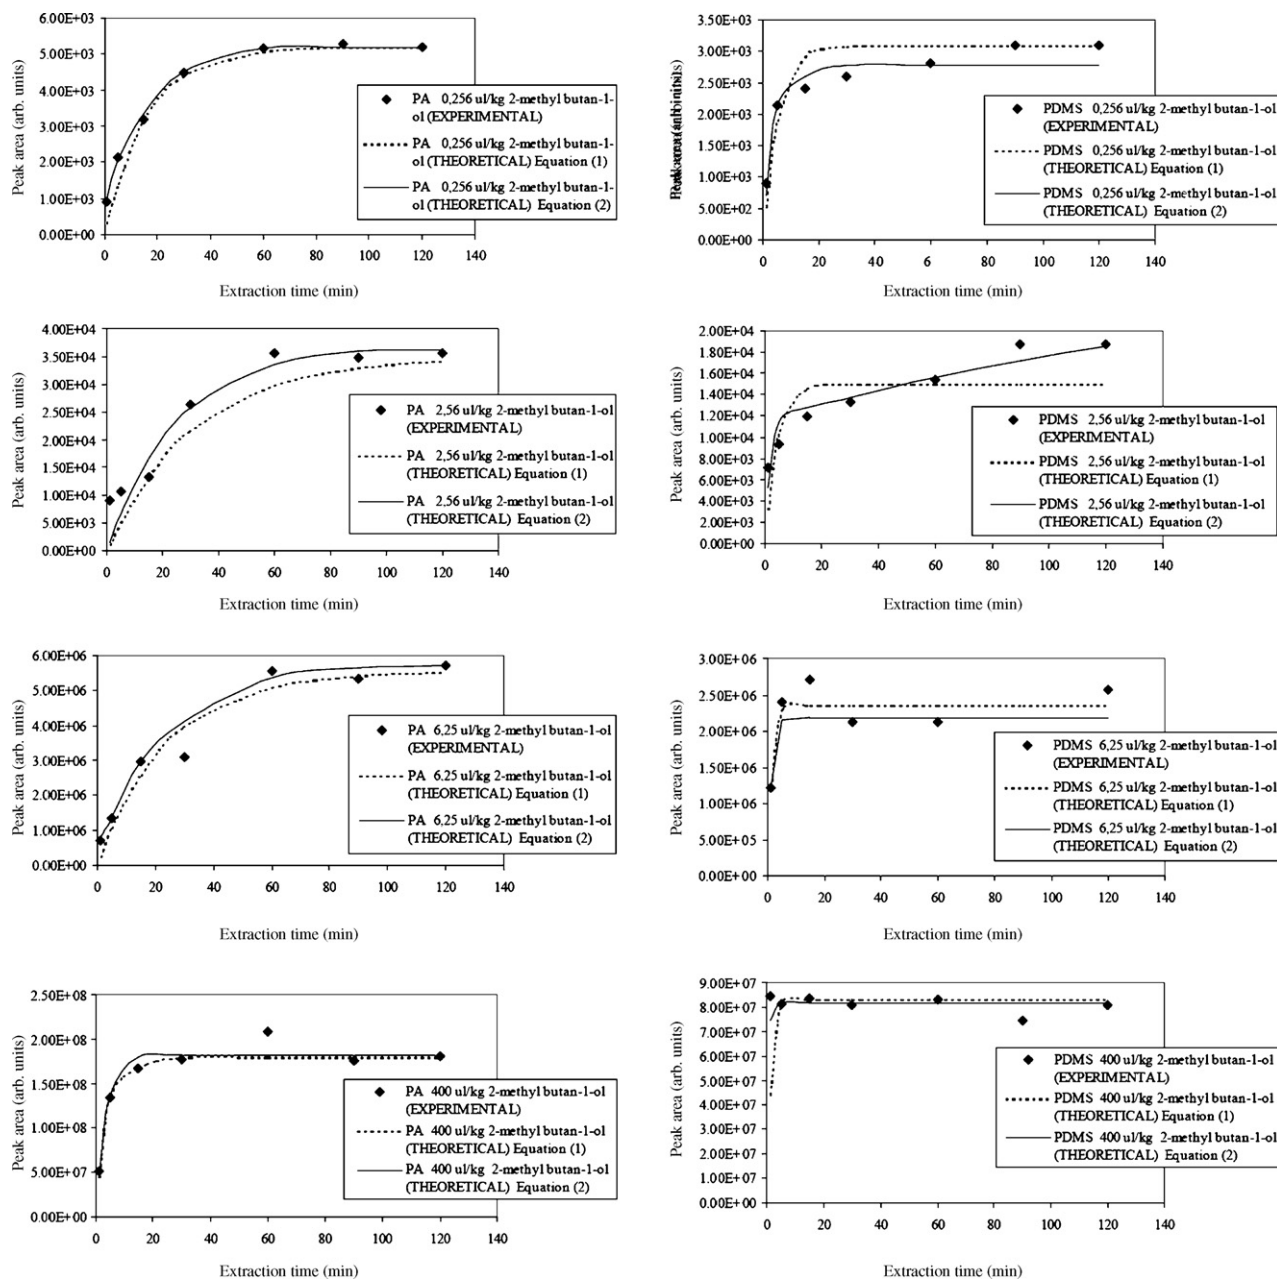 6.00E+03
5.00E+03
4.00E+03
3.00E+03
2.00E+03
1.00E+03
0.00E+00
0 20 40 60 80 100 120 140
Peak area (arb. units)
Extraction time (min)
PA 0,256 ul/kg 2-methyl butan-1-
ol (EXPERIMENTAL)
PA 0,256 ul/kg 2-methyl butan-1-
ol (THEORETICAL) Equation (1)
PA 0,256 ul/kg 2-methyl butan-1-
ol (THEORETICAL) Equation (2)
3.50E+03
3.00E+03
2.50E+03
2.00E+03
1.50E+03
1.00E+03
5.00E+02
0.00E+00
0 20 40 6 80 100 120 140
Extraction time (min)
PDMS 0,256 ul/kg 2-methyl butan-1-ol
(EXPERIMENTAL)
PDMS 0,256 ul/kg 2-methyl butan-1-ol
(THEORETICAL) Equation (1)
PDMS 0,256 ul/kg 2-methyl butan-1-ol
(THEORETICAL) Equation (2)
4.00E+04
3.50E+04
3.00E+04
2.50E+04
2.00E+04
1.50E+04
1.00E+04
5.00E+03
0.00E+00
0 20 40 60 80 100 120 140
Peak area (arb. units)
Extraction time (min)
PA 2,56 ul/kg 2-methyl butan-1-ol
(EXPERIMENTAL)
PA 2,56 ul/kg 2-methyl butan-1-ol
(THEORETICAL) Equation (1)
PA 2,56 ul/kg 2-methyl butan-1-ol
(THEORETICAL) Equation (2)
2.00E+04
1.80E+04
1.60E+04
1.40E+04
1.20E+04
1.00E+04
8.00E+03
6.00E+03
4.00E+03
2.00E+03
0.00E+00
0 20 40 60 80 100 120 140
Peak area (arb. units)
Extraction time (min)
PDMS 2,56 ul/kg 2-methyl butan-1-ol
(EXPERIMENTAL)
PDMS 2,56 ul/kg 2-methyl butan-1-ol
(THEORETICAL) Equation (1)
PDMS 2,56 ul/kg 2-methyl butan-1-ol
(THEORETICAL) Equation (2)
6.00E+06
5.00E+06
4.00E+06
3.00E+06
2.00E+06
1.00E+06
0.00E+00
0 20 40 60 80 100 120 140
Peak area (arb. units)
Extraction time (min)
PA 6,25 ul/kg 2-methyl butan-1-ol
(EXPERIMENTAL)
PA 6,25 ul/kg 2-methyl butan-1-ol
(THEORETICAL) Equation (1)
PA 6,25 ul/kg 2-methyl butan-1-ol
(THEORETICAL) Equation (2)
3.00E+06
2.50E+06
2.00E+06
1.50E+06
1.00E+06
5.00E+05
0.00E+00
0 20 40 60 80 100 120 140
Peak area (arb. units)
Extraction time (min)
PDMS 6,25 ul/kg 2-methyl butan-1-ol
(EXPERIMENTAL)
PDMS 6,25 ul/kg 2-methyl butan-1-ol
(THEORETICAL) Equation (1)
PDMS 6,25 ul/kg 2-methyl butan-1-ol
(THEORETICAL) Equation (2)
2.50E+08
2.00E+08
1.50E+08
1.00E+08
5.00E+07
0.00E+00
0 20 40 60 80 100 120 140
Peak area (arb. units)
Extraction time (min)
PA 400 ul/kg 2-methyl butan-1-ol
(EXPERIMENTAL)
PA 400 ul/kg 2-methyl butan-1-ol
(THEORETICAL) Equation (1)
PA 400 ul/kg 2-methyl butan-1-ol
(THEORETICAL) Equation (2)
9.00E+07
8.00E+07
7.00E+07
6.00E+07
5.00E+07
4.00E+07
3.00E+07
2.00E+07
1.00E+07
0.00E+00
0 20 40 60 80 100 120 140
Peak area (arb. units)
Extraction time (min)
PDMS 400 ul/kg 2-methyl butan-1-ol
(EXPERIMENTAL)
PDMS 400 ul/kg 2-methyl butan-1-ol
(THEORETICAL) Equation (1)
PDMS 400 ul/kg 2-methyl butan-1-ol
(THEORETICAL) Equation (2)